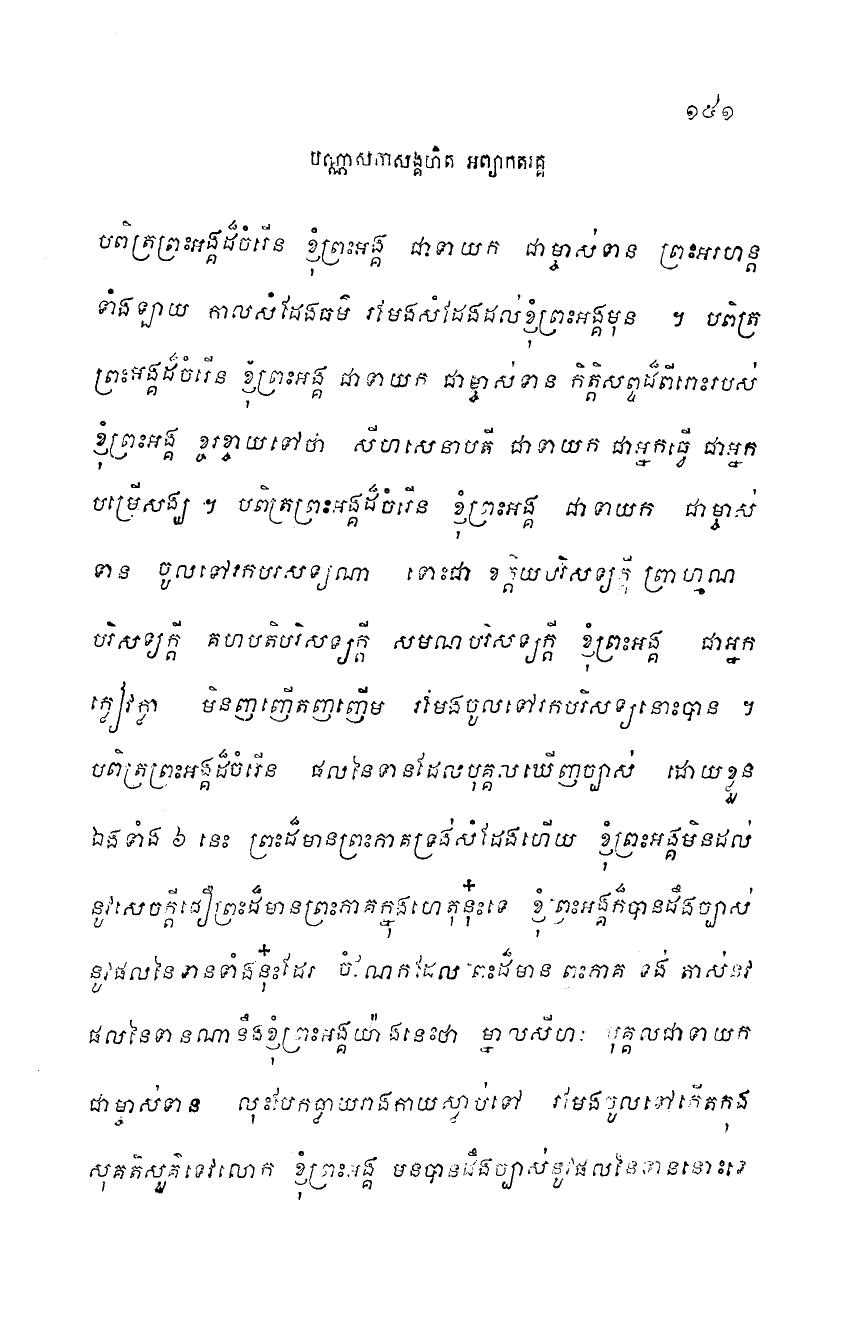 ១៥១
បណ្ណាសកាសង្គហិត អព្យាកតវគ្គ
បពិត្រព្រះអង្គដ៏ចំរើន ខ្ញុំព្រះអង្គ ជាទាយក ជាម្ចាស់ទាន ព្រះអរហន្ត
ទាំងឡាយ កាលសំដែងធម៌ រមែងសំដែងដល់ខ្ញុំព្រះអង្គមុន ។ បពិត្រ
ព្រះអង្គដ៏ចំរើន ខ្ញុំព្រះអង្គ ជាទាយក ជាម្ចាស់ទាន កិត្តិសព្ទដ៏ពីរោះរបស់
ខ្ញុំព្រះអង្គ ខ្ចរខ្ចាយទៅថា សីហសេនាបតី ជាទាយក ជាអ្នកធ្វើ ជាអ្នក
បម្រើសង្ឃ ។ បពិត្រព្រះអង្គដ៏ចំរើន ខ្ញុំព្រះអង្គ ជាទាយក ជាម្ចាស់
ទាន ចូលទៅរកបរិសទ្យណា ទោះជា ខត្តិយបរិសទ្យក្តី ព្រាហ្មណ
បរិសទ្យក្តី គហបតិបរិសទ្យក្តី សមណបរិសទ្យក្តី ខ្ញុំព្រះអង្គ ជាអ្នក
ក្លៀវក្លា មិនញញើតញញើម រមែងចូលទៅរកបរិសទ្យនោះបាន ។
បពិត្រព្រះអង្គដ៏ចំរើន ផលនៃទានដែលបុគ្គលឃើញច្បាស់ ដោយខ្លួន
ឯងទាំង ៦ នេះ ព្រះដ៏មានព្រះភាគទ្រង់សំដែងហើយ ខ្ញុំព្រះអង្គមិនដល់
នូវសេចក្តីជឿព្រះដ៏មានព្រះភាគក្នុងហេតុនុ៎ះទេ ខ្ញុំព្រះអង្គក៏បានដឹងច្បាស់
នូវផលនៃទានទាំងនុ៎ះដែរ ចំណែកដែលព្រះដ៏មានព្រះភាគ ទ្រង់ត្រាស់នូវ
ផលនៃទានណានឹងខ្ញុំព្រះអង្គយ៉ាងនេះថា ម្នាលសីហៈ បុគ្គលជាទាយក
ជាម្ចាស់ទាន លុះបែកធ្លាយរាងកាយស្លាប់ទៅ រមែងចូលទៅកើតក្នុង
សុគតិសួគ៌ទេវលោក ខ្ញុំព្រះអង្គ មិនបានដឹងច្បាស់នូវផលនៃទាននោះទេ